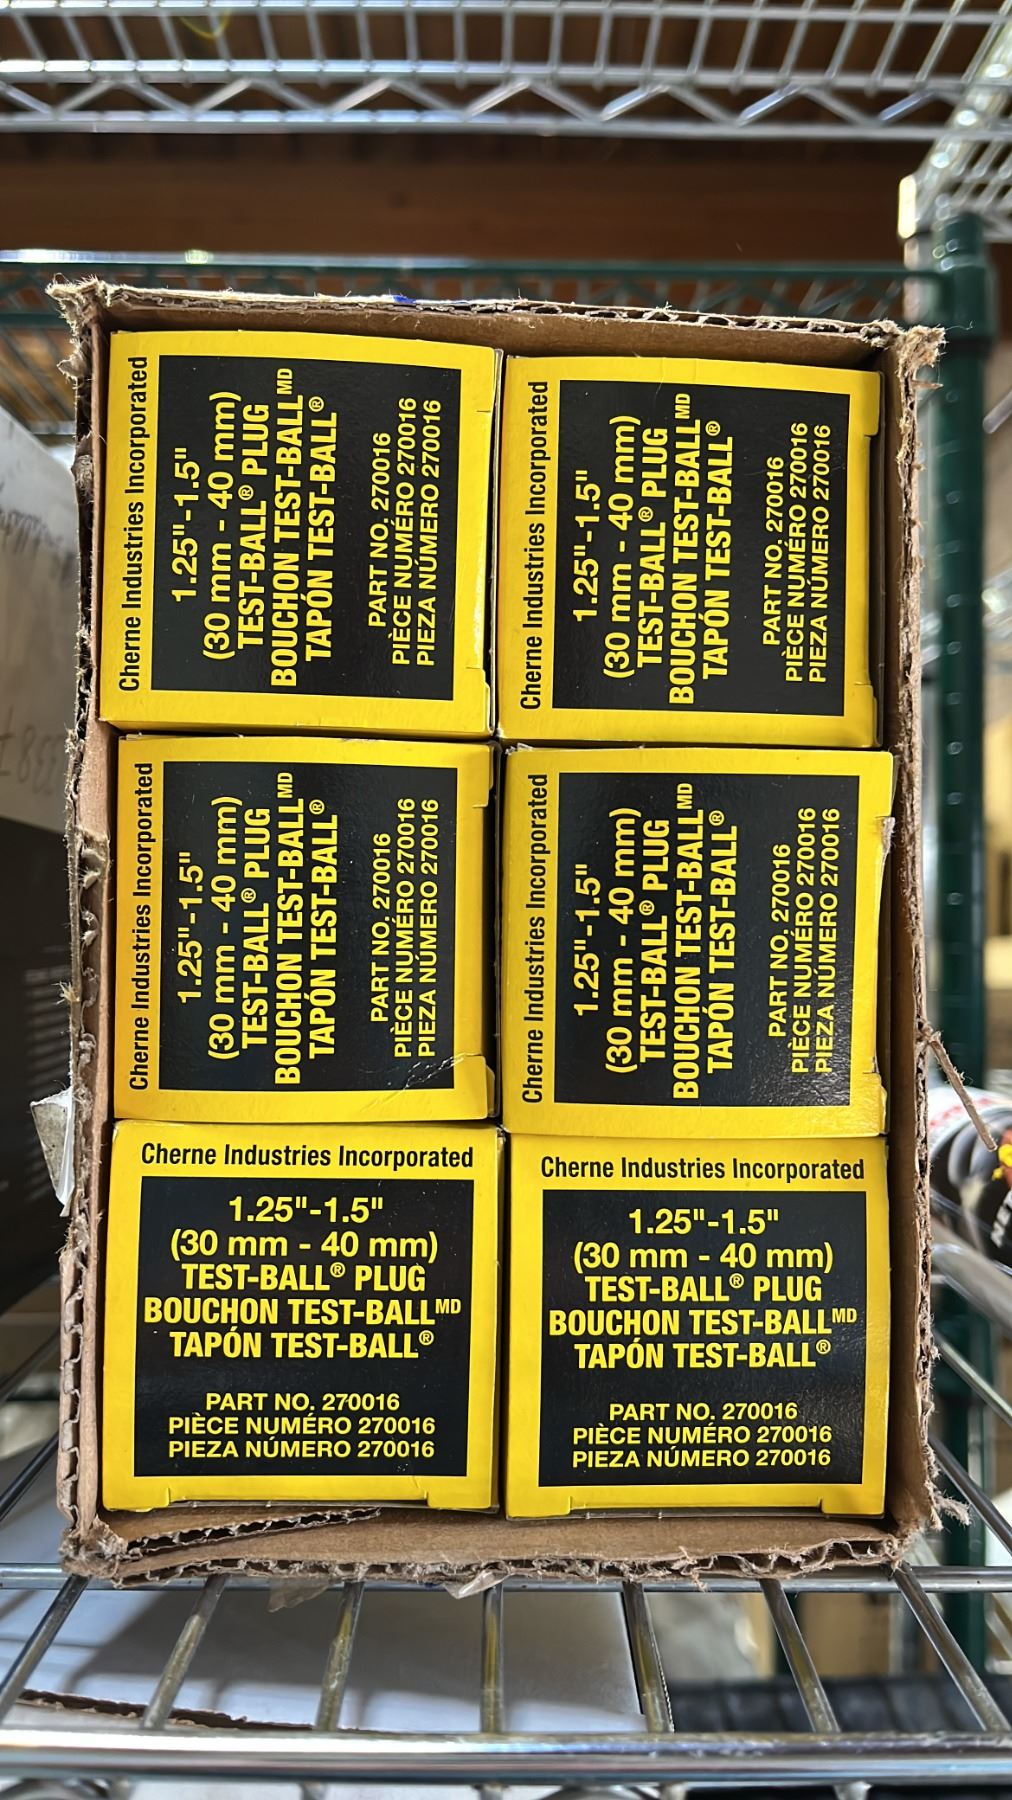 Cherne Industries Incorporated
1.25"-1.5"
(30 mm - 40 mm)
TEST-BALL® PLUG
BOUCHON TEST-BALLMD
TAPÓN TEST-BALL®
PART NO. 270016
PIÈCE NUMÉRO 270016
PIEZA NÚMERO 270016
Cherne Industries Incorporated
1.25"-1.5"
(30 mm - 40 mm)
TEST-BALL® PLUG
BOUCHON TEST-BALLMD
TAPÓN TEST-BALL®
PART NO. 270016
PIÈCE NUMÉRO 270016
PIEZA NÚMERO 270016
Cherne Industries Incorporated
1.25"-1.5"
(30 mm - 40 mm)
TEST-BALL® PLUG
BOUCHON TEST-BALLMD
TAPÓN TEST-BALL®
PART NO. 270016
PIÈCE NUMÉRO 270016
PIEZA NÚMERO 270016
Cherne Industries Incorporated
1.25"-1.5"
(30 mm - 40 mm)
TEST-BALL® PLUG
BOUCHON TEST-BALLMD
TAPÓN TEST-BALL®
PART NO. 270016
PIÈCE NUMÉRO 270016
PIEZA NÚMERO 270016
Cherne Industries Incorporated
1.25"-1.5"
(30 mm - 40 mm)
TEST-BALL® PLUG
BOUCHON TEST-BALLMD
TAPÓN TEST-BALL®
PART NO. 270016
PIÈCE NUMÉRO 270016
PIEZA NÚMERO 270016
Cherne Industries Incorporated
1.25"-1.5"
(30 mm - 40 mm)
TEST-BALL® PLUG
BOUCHON TEST-BALLMD
TAPÓN TEST-BALL®
PART NO. 270016
PIÈCE NUMÉRO 270016
PIEZA NÚMERO 270016